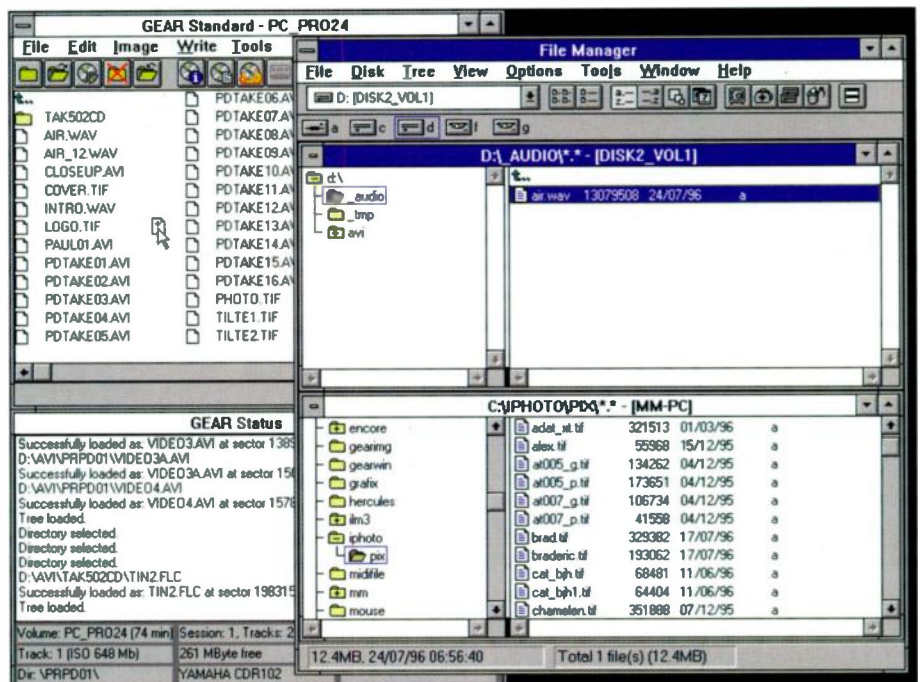 GEAR Standard - PC_PRO24
File Edit Image Write Tools
t..
TAK502CD
AIR.WAV
AIR_12.WAV
CLOSEUP.AVI
COVER.TIF
INTRO.WAV
LOGO.TIF
PAUL01.AVI
PDTAKE01.AVI
PDTAKE02.AVI
PDTAKE03.AVI
PDTAKE04.AVI
PDTAKE05.AVI
PDTAKE06.AV
PDTAKE07.AV
PDTAKE08.AV
PDTAKE09.AV
PDTAKE10.AV
PDTAKE11.AV
PDTAKE12.AV
PDTAKE13.AV
PDTAKE14.AV
PDTAKE15.AV
PDTAKE16.AV
PHOTO.TIF
TILTE1.TIF
TILTE2.TIF
GEAR Status
Successfully loaded as: VIDEO3.AVI at sector 1389
D:\AVI\PRPD01\VIDEO3A.AVI
Successfully loaded as: VIDEO3A.AVI at sector 150
D:\AVI\PRPD01\VIDEO4.AVI
Successfully loaded as: VIDEO4.AVI at sector 1578
Tree loaded.
Directory selected.
Directory selected.
Directory selected.
D:\AVI\TAK502CD\TIN2.FLC
Successfully loaded as: TIN2.FLC at sector 198315
Tree loaded.
Volume: PC_PRO24 (74 min) Session: 1, Tracks: 2
Track: 1 (ISO 648 Mb) 261 MByte free
Dir: \PRPD01\ YAMAHA CDR102
File Manager
File Disk Tree View Options Tools Window Help
D: [DISK2_VOL1]
a c d f g
D:\_AUDIO\*.* - [DISK2_VOL1]
d:\
_audio
_tmp
avi
t..
air.wav 13079508 24/07/96 a
C:\IPHOTO\PIX\*.* - [MM-PC]
encore
gearimg
gearwin
grafix
hercules
ilm3
iphoto
pix
midifile
mm
mouse
adat_xt.tif 321513 01/03/96 a
alex.tif 55968 15/12/95 a
at005_g.tif 134262 04/12/95 a
at005_p.tif 173651 04/12/95 a
at007_g.tif 106734 04/12/95 a
at007_p.tif 41558 04/12/95 a
brad.tif 329382 17/07/96 a
braderic.tif 193062 17/07/96 a
cat_bjh.tif 68481 11/06/96 a
cat_bjh1.tif 64404 11/06/96 a
chamelen.tif 351888 07/12/95 a
12.4MB, 24/07/96 06:56:40 Total 1 file(s) (12.4MB)